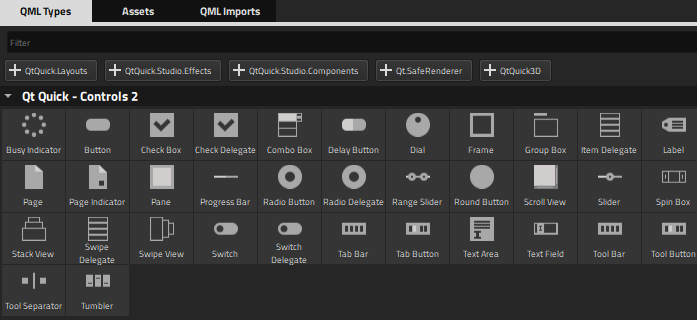 QML Types Assets QML Imports
Filter
QtQuick.Layouts QtQuick.Studio.Effects QtQuick.Studio.Components Qt.SafeRenderer QtQuick3D
Qt Quick - Controls 2
Busy Indicator Button Check Box Check Delegate Combo Box Delay Button Dial Frame Group Box Item Delegate Label
Page Page Indicator Pane Progress Bar Radio Button Radio Delegate Range Slider Round Button Scroll View Slider Spin Box
Stack View Swipe Delegate Swipe View Switch Switch Delegate Tab Bar Tab Button Text Area Text Field Tool Bar Tool Button
Tool Separator Tumbler